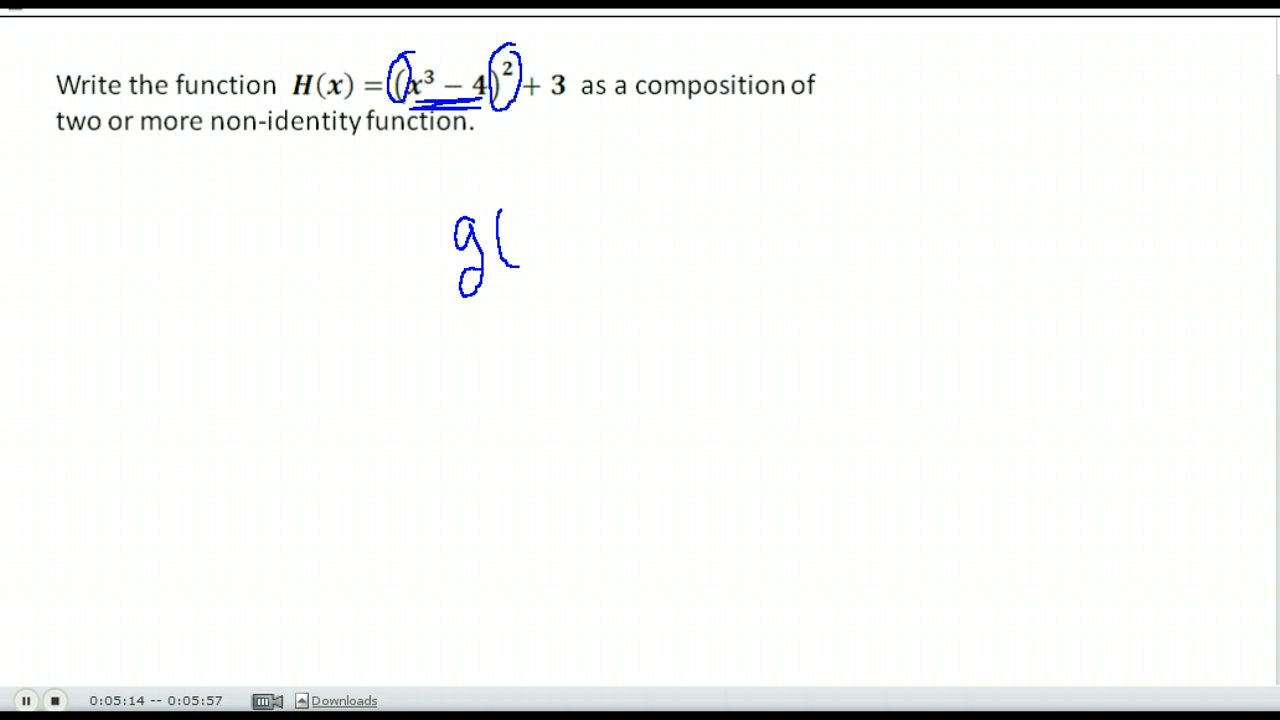 Write the function H(x) = (x³ − 4)² + 3 as a composition of
two or more non-identity function.
g(
0:05:14 -- 0:05:57 Downloads